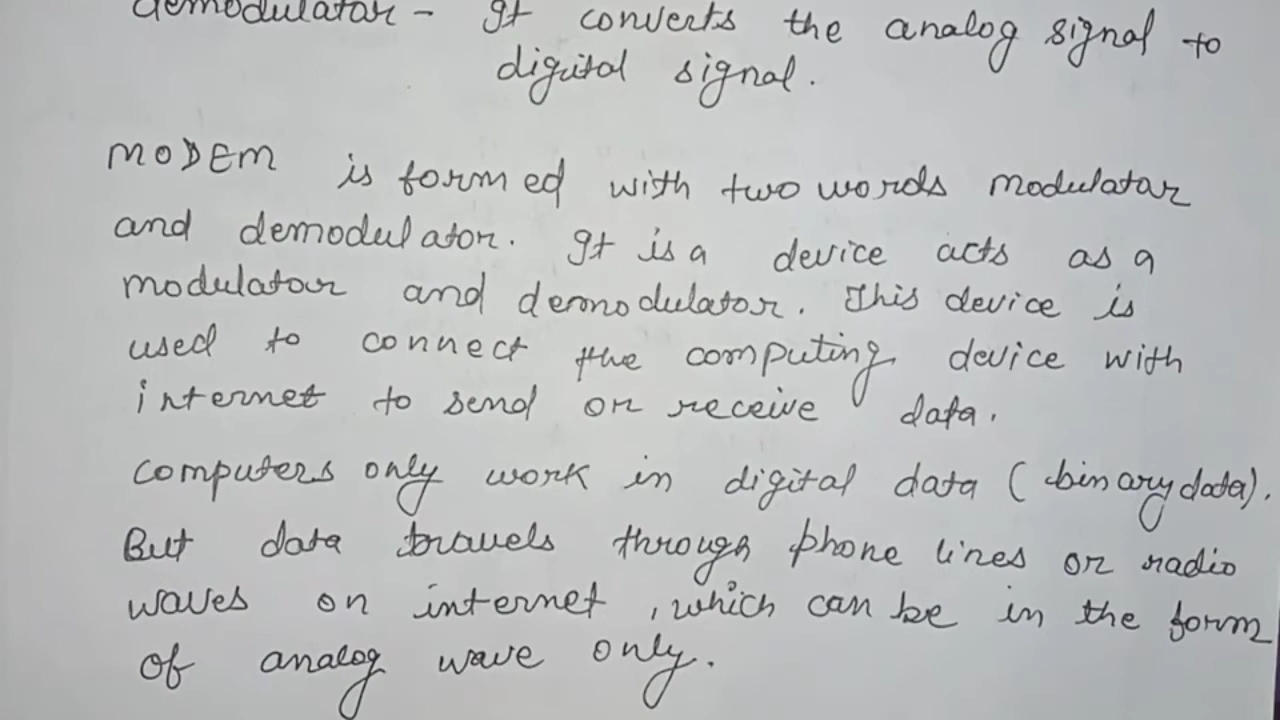 demodulator - It converts the analog signal to
digital signal.
MODEM is formed with two words modulator
and demodulator. It is a device acts as a
modulator and demodulator. This device is
used to connect the computing device with
internet to send or receive data.
Computers only work in digital data (binary data).
But data travels through phone lines or radio
waves on internet, which can be in the form
of analog wave only.